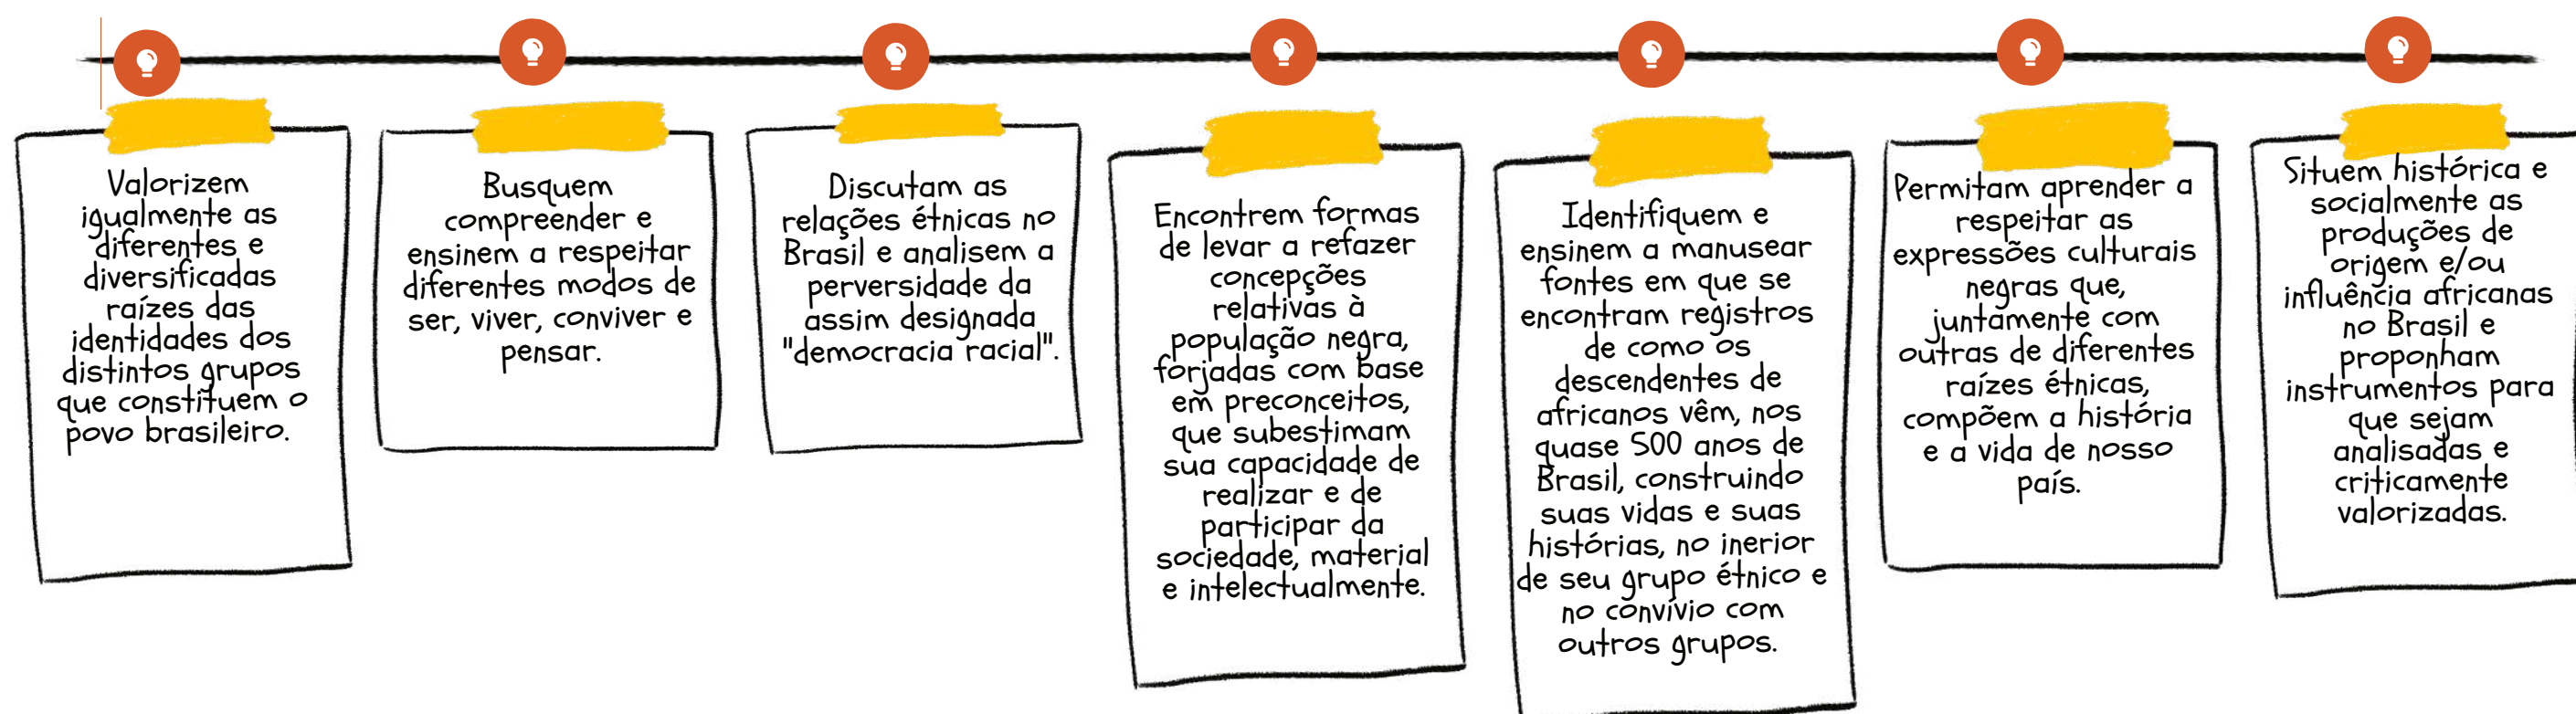 Valorizem
igualmente as
diferentes e
diversificadas
raízes das
identidades dos
distintos grupos
que constituem o
povo brasileiro.
Busquem
compreender e
ensinem a respeitar
diferentes modos de
ser, viver, conviver e
pensar.
Discutam as
relações étnicas no
Brasil e analisem a
perversidade da
assim designada
"democracia racial".
Encontrem formas
de levar a refazer
concepções
relativas à
população negra,
forjadas com base
em preconceitos,
que subestimam
sua capacidade de
realizar e de
participar da
sociedade, material
e intelectualmente.
Identifiquem e
ensinem a manusear
fontes em que se
encontram registros
de como os
descendentes de
africanos vêm, nos
quase 500 anos de
Brasil, construindo
suas vidas e suas
histórias, no inerior
de seu grupo étnico e
no convívio com
outros grupos.
Permitam aprender a
respeitar as
expressões culturais
negras que,
juntamente com
outras de diferentes
raízes étnicas,
compõem a história
e a vida de nosso
país.
Situem histórica e
socialmente as
produções de
origem e/ou
influência africanas
no Brasil e
proponham
instrumentos para
que sejam
analisadas e
criticamente
valorizadas.